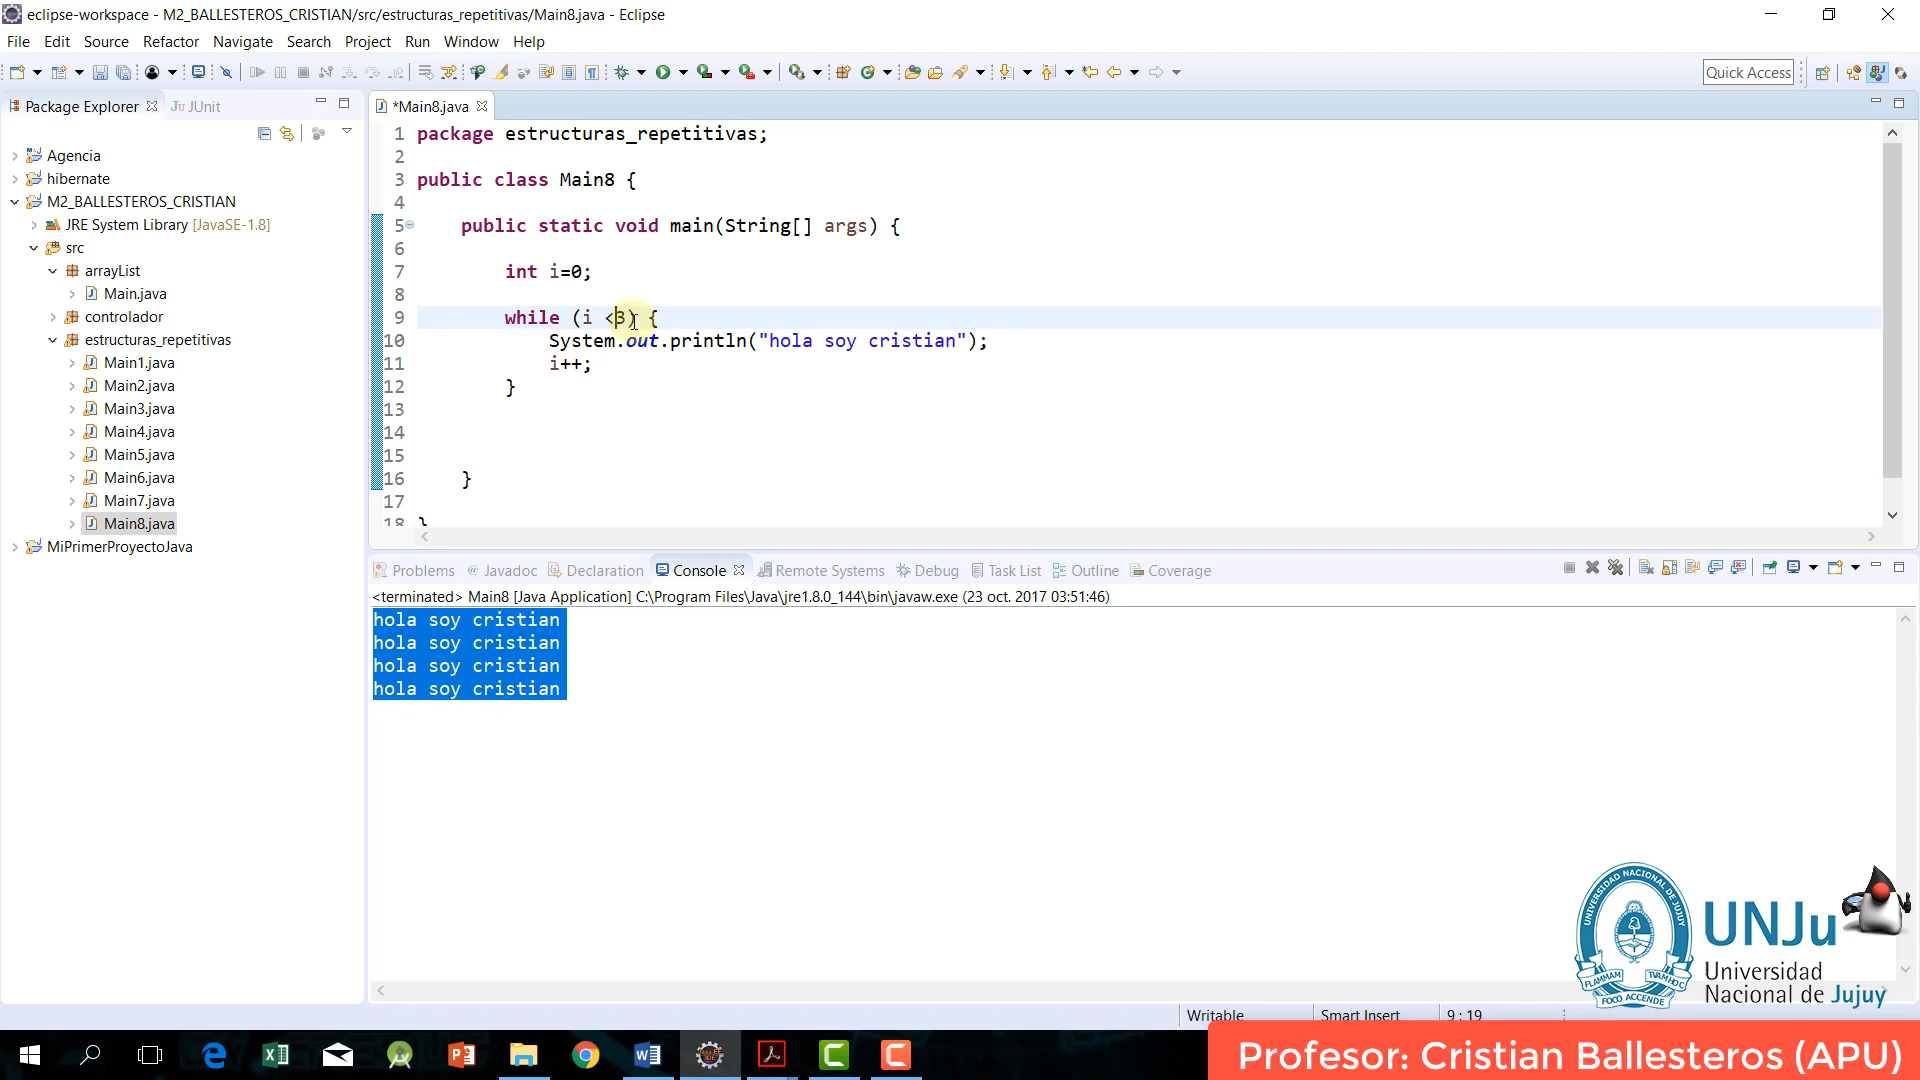 eclipse-workspace - M2_BALLESTEROS_CRISTIAN/src/estructuras_repetitivas/Main8.java - Eclipse
File Edit Source Refactor Navigate Search Project Run Window Help
Quick Access
Package Explorer
JUnit
*Main8.java
Agencia
hibernate
M2_BALLESTEROS_CRISTIAN
JRE System Library [JavaSE-1.8]
src
arrayList
Main.java
controlador
estructuras_repetitivas
Main1.java
Main2.java
Main3.java
Main4.java
Main5.java
Main6.java
Main7.java
Main8.java
MiPrimerProyectoJava
1 package estructuras_repetitivas;
2
3 public class Main8 {
4
5 public static void main(String[] args) {
6
7 int i=0;
8
9 while (i <3) {
10 System.out.println("hola soy cristian");
11 i++;
12 }
13
14
15
16 }
17
18 }
Problems Javadoc Declaration Console Remote Systems Debug Task List Outline Coverage
<terminated> Main8 [Java Application] C:\Program Files\Java\jre1.8.0_144\bin\javaw.exe (23 oct. 2017 03:51:46)
hola soy cristian
hola soy cristian
hola soy cristian
hola soy cristian
UNIVERSIDAD NACIONAL DE JUJUY
FOCO ACCENDE
UNJu
Universidad
Nacional de Jujuy
Writable Smart Insert 9 : 19
Profesor: Cristian Ballesteros (APU)